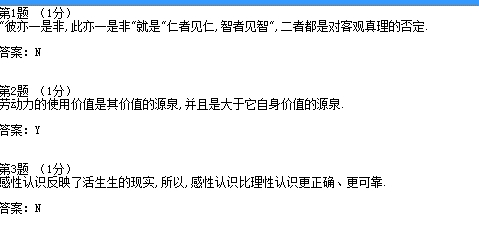 第1题 (1分)
"彼亦一是非,此亦一是非"就是"仁者见仁,智者见智",二者都是对客观真理的否定.
答案: N
第2题 (1分)
劳动力的使用价值是其价值的源泉,并且是大于它自身价值的源泉.
答案: Y
第3题 (1分)
感性认识反映了活生生的现实,所以,感性认识比理性认识更正确、更可靠.
答案: N